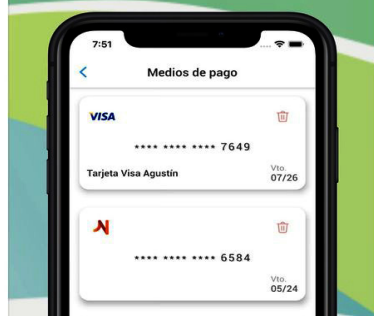 7:51
Medios de pago
VISA
**** **** **** 7649
Tarjeta Visa Agustín
Vto.
07/26
**** **** **** 6584
Vto.
05/24